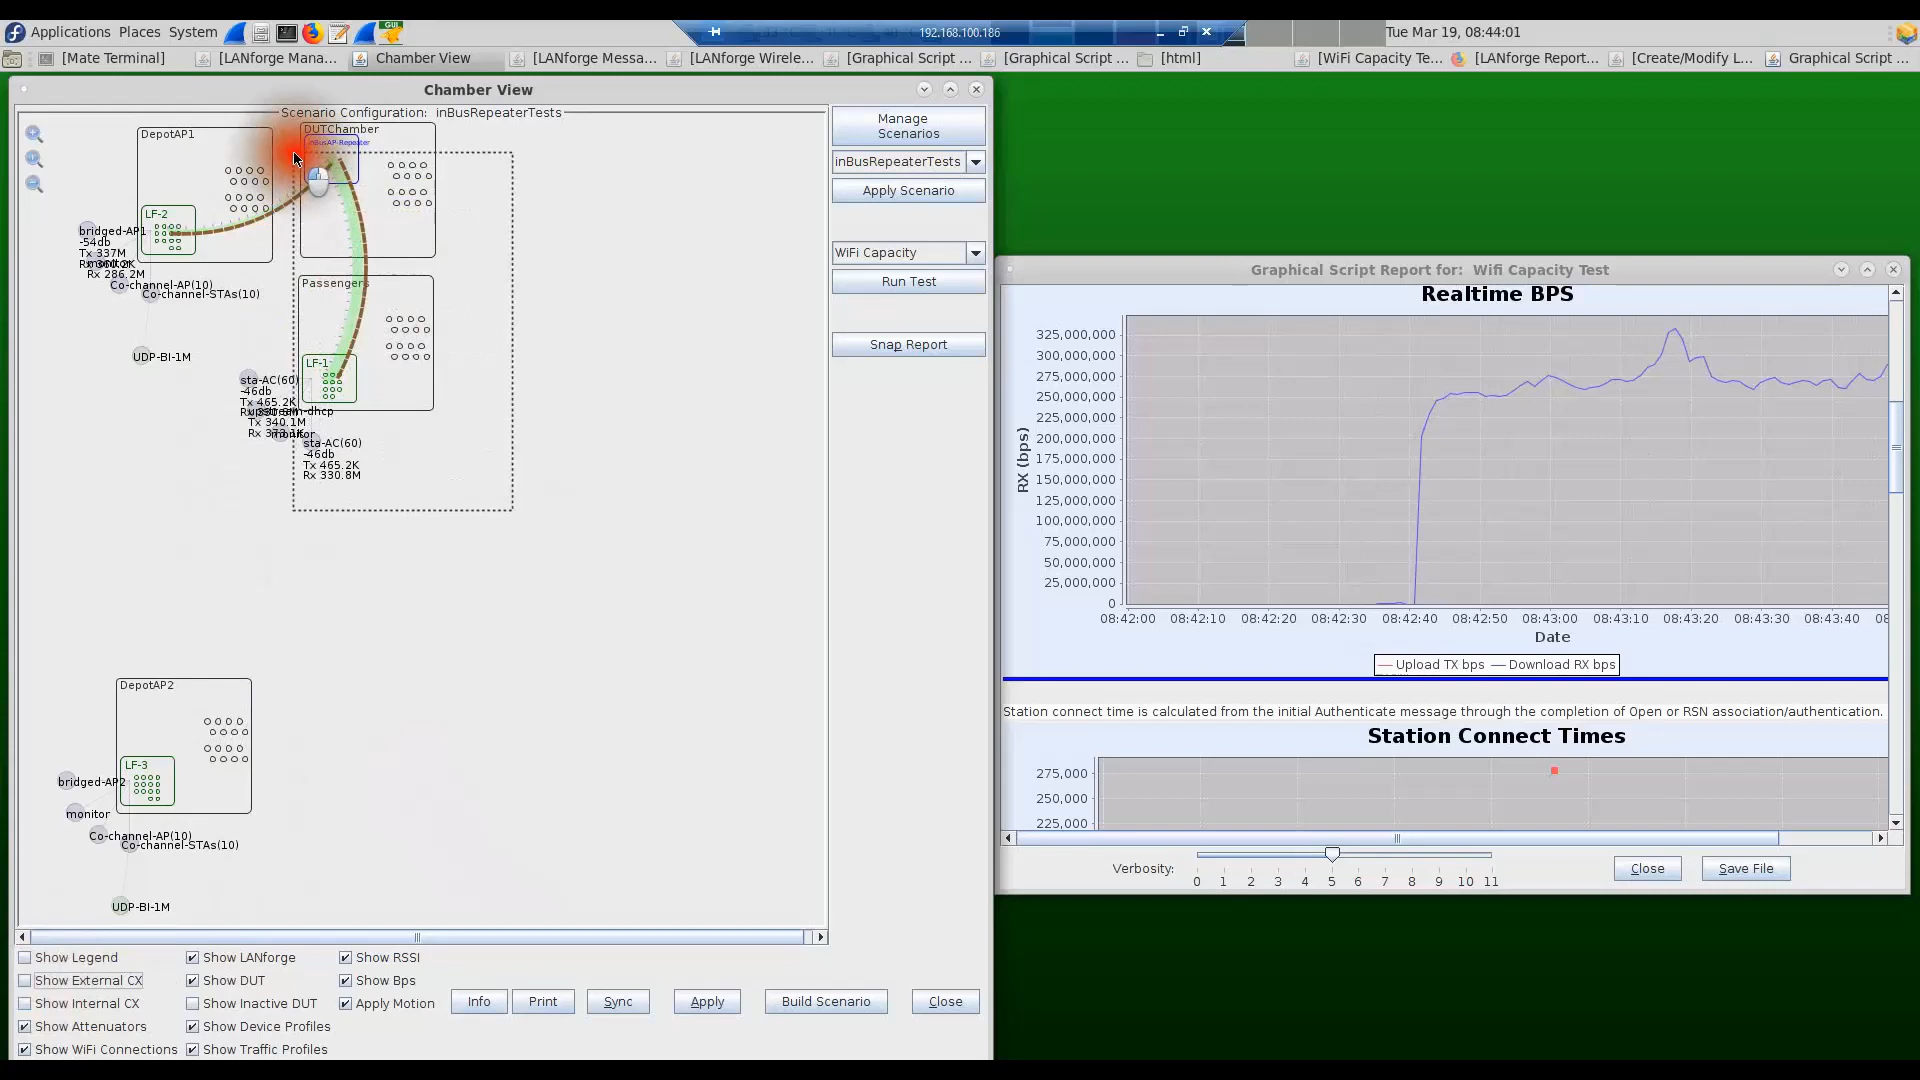 Applications Places System
GUI
192.168.100.186
Tue Mar 19, 08:44:01
[Mate Terminal]
[LANforge Mana...
Chamber View
[LANforge Messa...
[LANforge Wirele...
[Graphical Script ...
[Graphical Script ...
[html]
[WiFi Capacity Te...
[LANforge Report...
[Create/Modify L...
Graphical Script ...
Chamber View
Scenario Configuration: inBusRepeaterTests
DepotAP1
DUTChamber
inBusAP-Repeater
LF-2
bridged-AP1
-54db
Tx 337M
Rx 286.2M
Co-channel-AP(10)
Co-channel-STAs(10)
UDP-BI-1M
Passengers
LF-1
sta-AC(60)
-46db
Tx 465.2K
Tx 340.1M
sta-AC(60)
-46db
Tx 465.2K
Rx 330.8M
DepotAP2
LF-3
bridged-AP2
monitor
Co-channel-AP(10)
Co-channel-STAs(10)
UDP-BI-1M
Manage
Scenarios
inBusRepeaterTests
Apply Scenario
WiFi Capacity
Run Test
Snap Report
Show Legend
Show LANforge
Show RSSI
Show External CX
Show DUT
Show Bps
Show Internal CX
Show Inactive DUT
Apply Motion
Info
Print
Sync
Apply
Build Scenario
Close
Show Attenuators
Show Device Profiles
Show WiFi Connections
Show Traffic Profiles
Graphical Script Report for: Wifi Capacity Test
Realtime BPS
325,000,000
300,000,000
275,000,000
250,000,000
225,000,000
200,000,000
175,000,000
150,000,000
125,000,000
100,000,000
75,000,000
50,000,000
25,000,000
0
RX (bps)
08:42:00 08:42:10 08:42:20 08:42:30 08:42:40 08:42:50 08:43:00 08:43:10 08:43:20 08:43:30 08:43:40 08
Date
Upload TX bps Download RX bps
Station connect time is calculated from the initial Authenticate message through the completion of Open or RSN association/authentication.
Station Connect Times
275,000
250,000
225,000
Verbosity:
0 1 2 3 4 5 6 7 8 9 10 11
Close
Save File